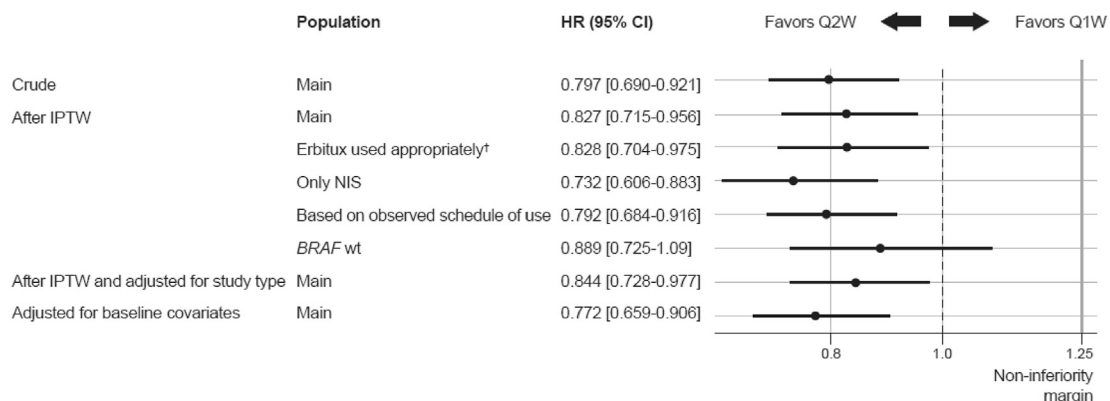 Population HR (95% CI) Favors Q2W Favors Q1W
Crude Main 0.797 [0.690-0.921]
After IPTW Main 0.827 [0.715-0.956]
Erbitux used appropriately† 0.828 [0.704-0.975]
Only NIS 0.732 [0.606-0.883]
Based on observed schedule of use 0.792 [0.684-0.916]
BRAF wt 0.889 [0.725-1.09]
After IPTW and adjusted for study type Main 0.844 [0.728-0.977]
Adjusted for baseline covariates Main 0.772 [0.659-0.906]
0.8 1.0 1.25
Non-inferiority
margin